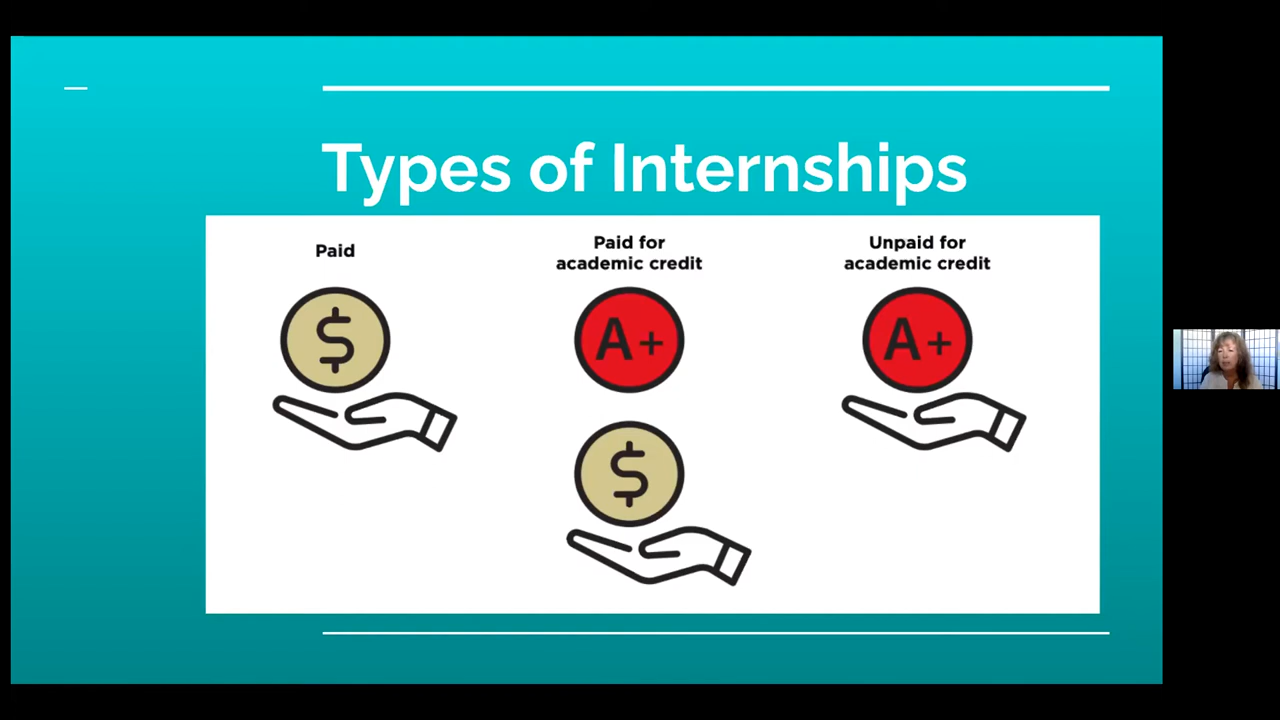 Types of Internships
Paid
Paid for
academic credit
Unpaid for
academic credit
$
A+
A+
$